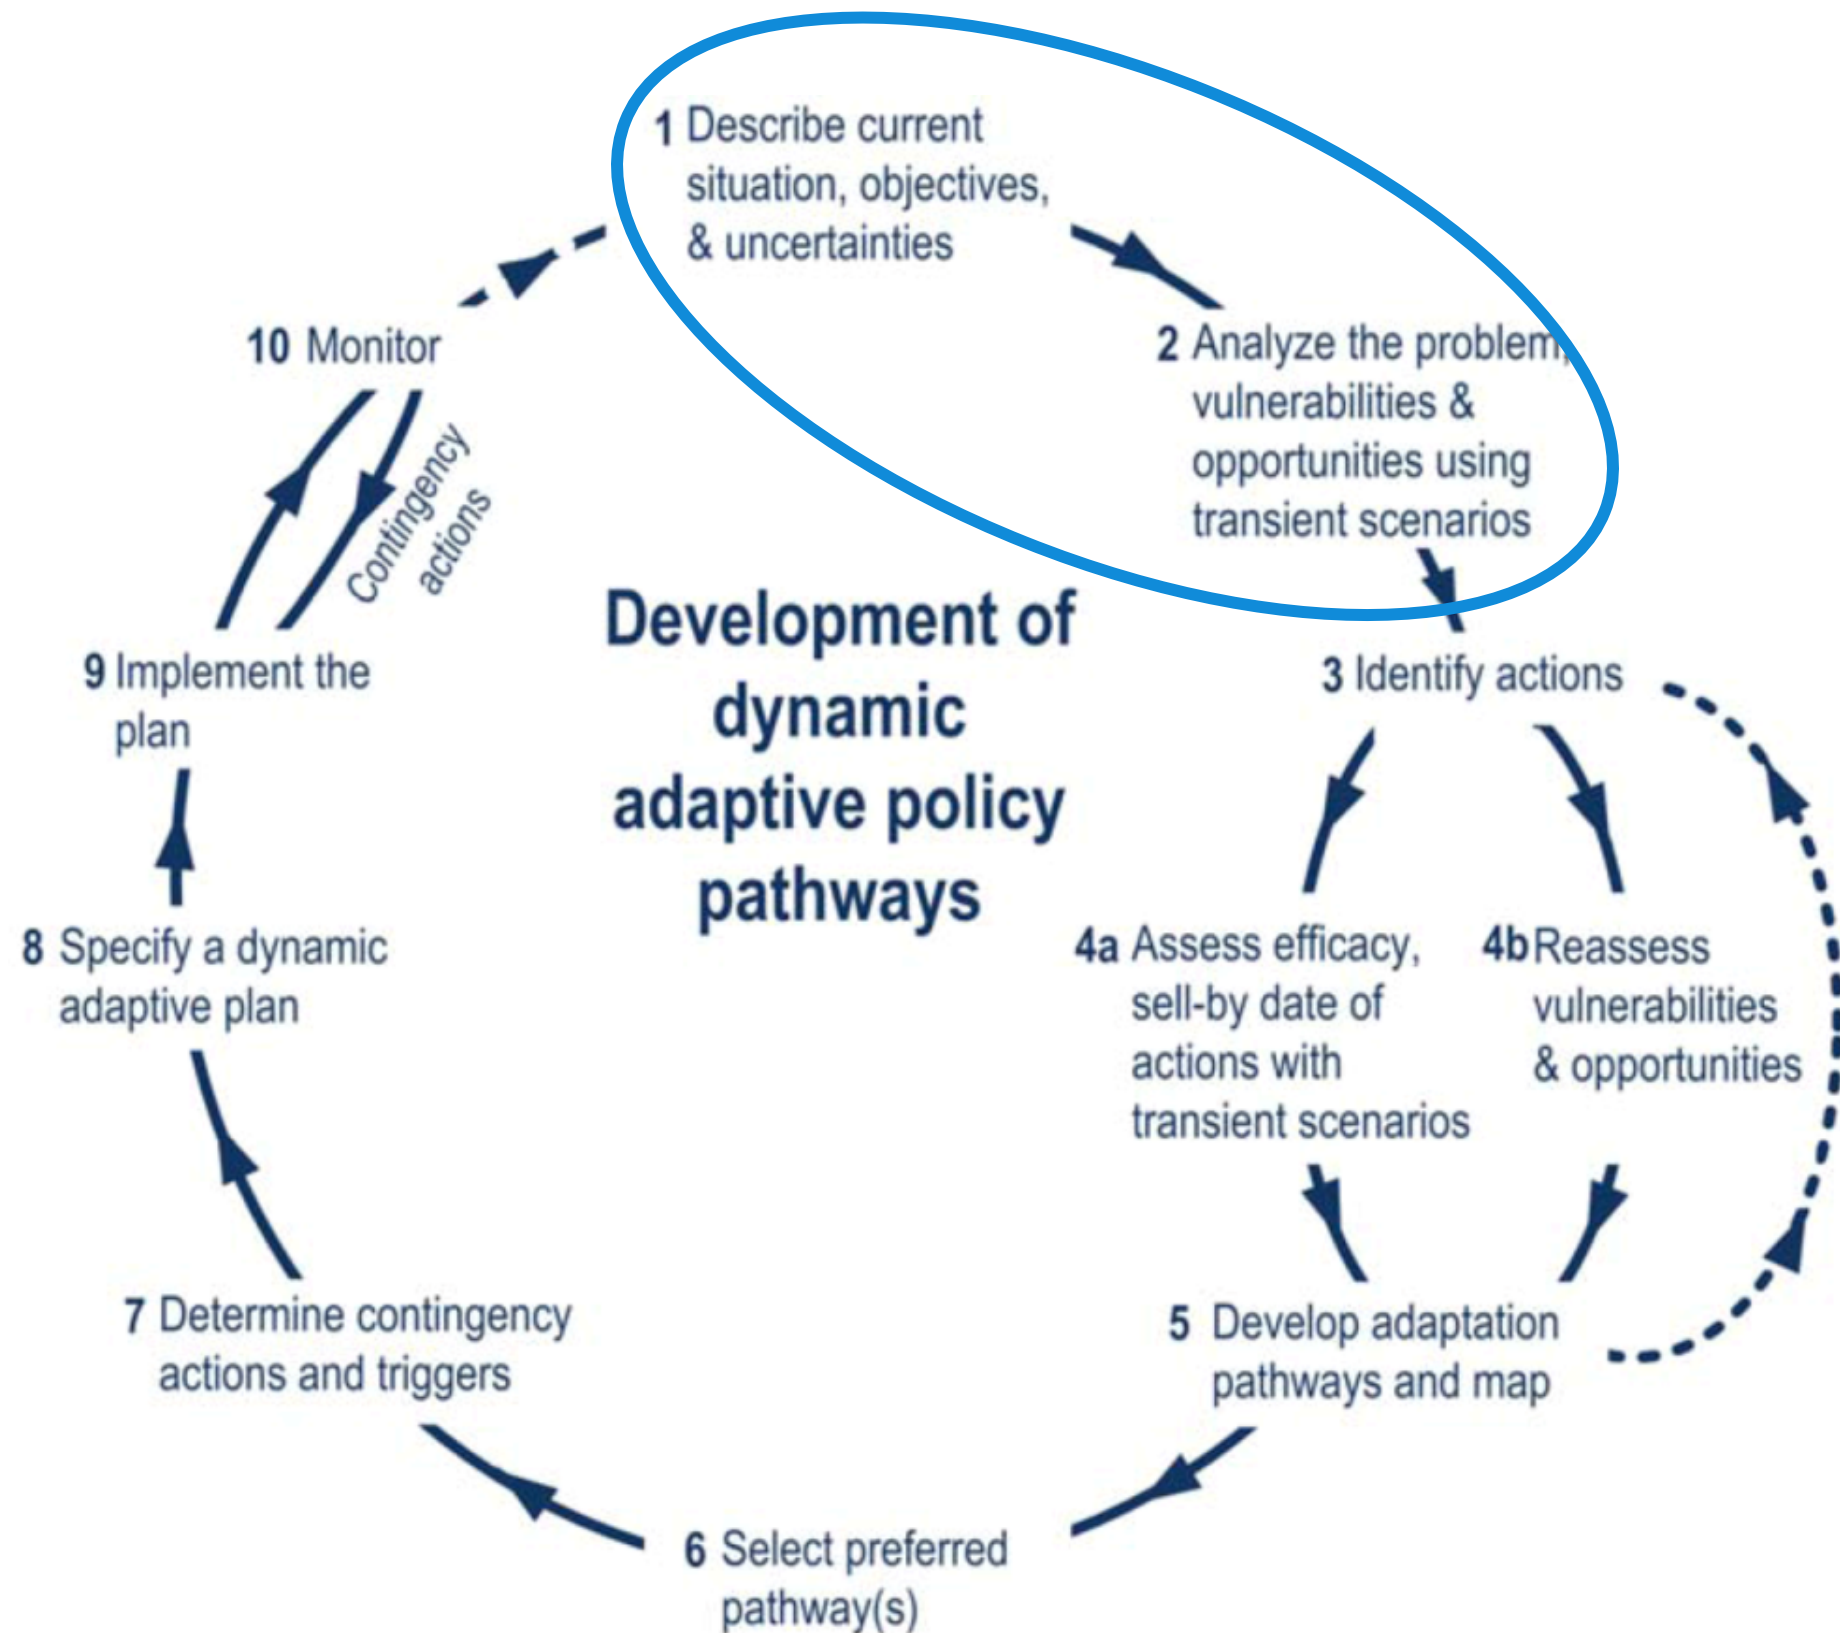 1 Describe current
situation, objectives,
& uncertainties
2 Analyze the problem,
vulnerabilities &
opportunities using
transient scenarios
3 Identify actions
4a Assess efficacy,
sell-by date of
actions with
transient scenarios
4b Reassess
vulnerabilities
& opportunities
5 Develop adaptation
pathways and map
6 Select preferred
pathway(s)
7 Determine contingency
actions and triggers
8 Specify a dynamic
adaptive plan
9 Implement the
plan
10 Monitor
Contingency
actions
Development of
dynamic
adaptive policy
pathways